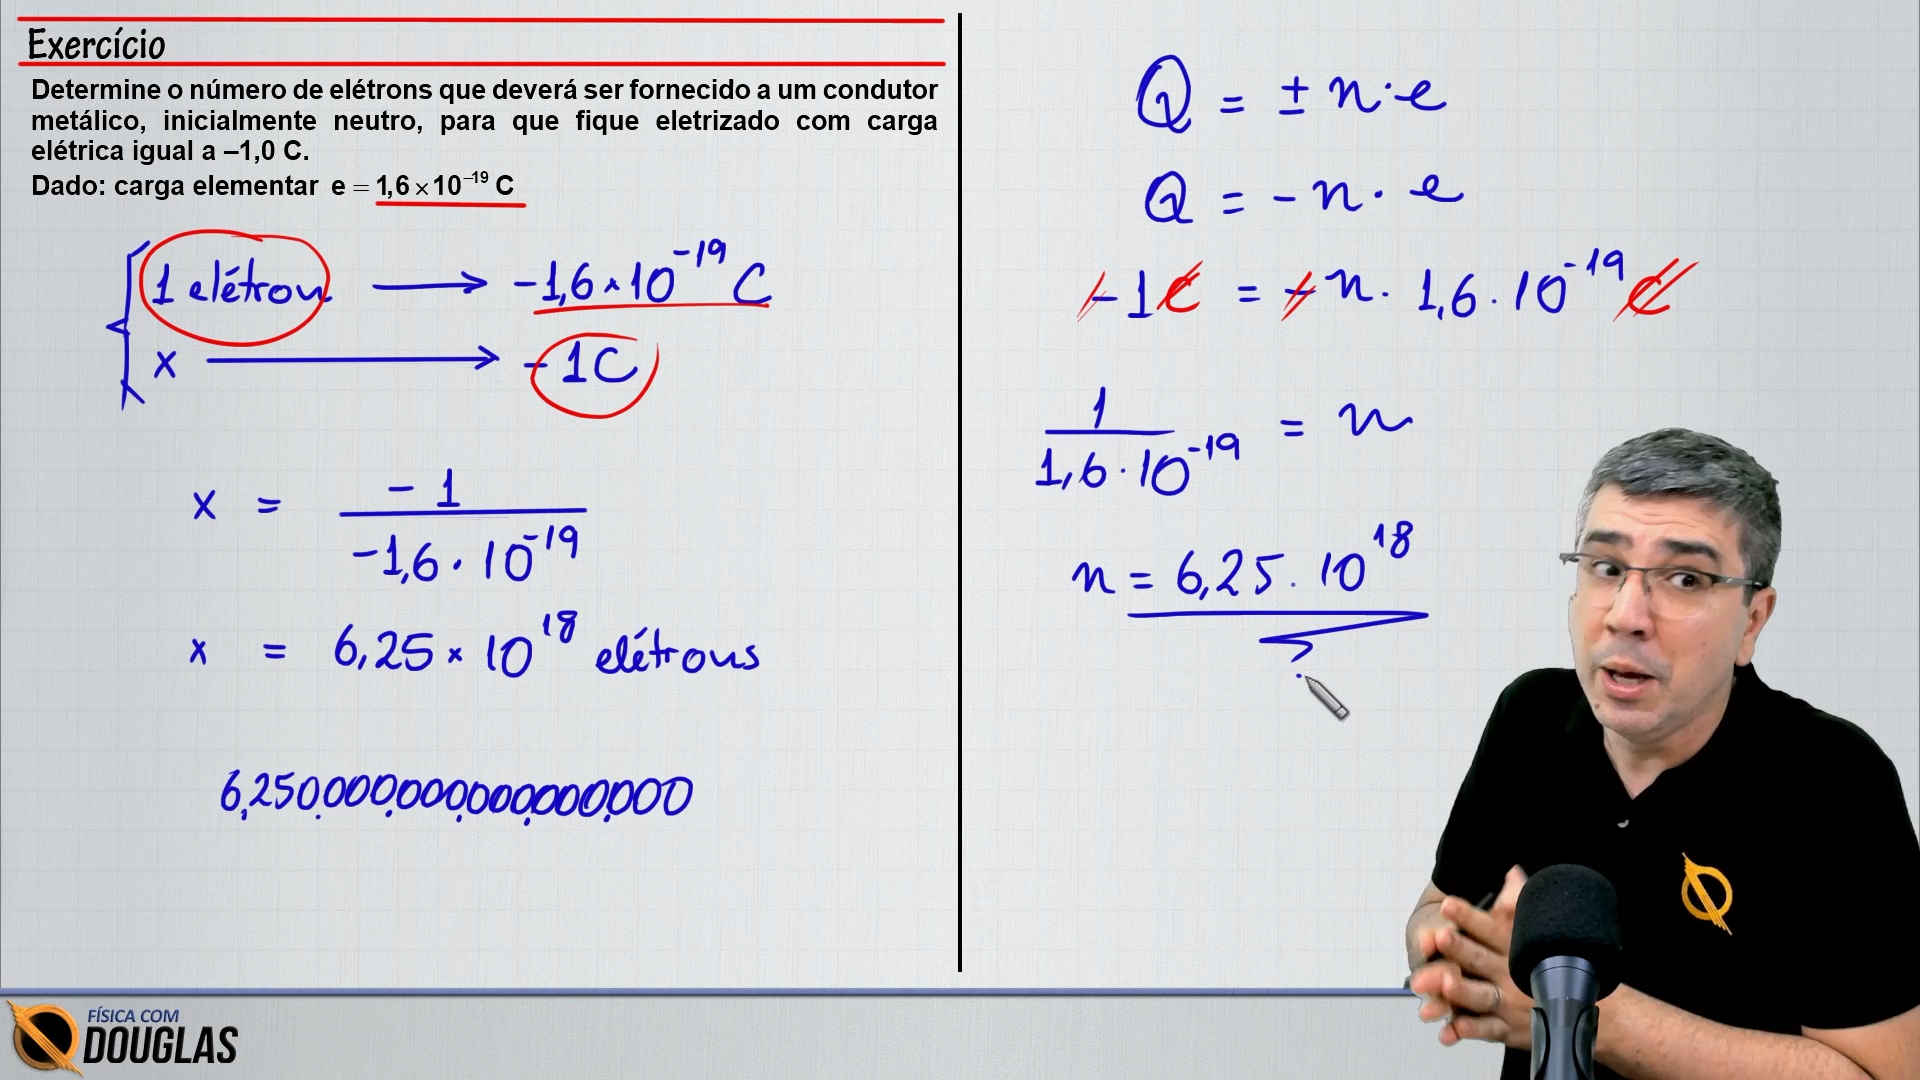 Exercício
Determine o número de elétrons que deverá ser fornecido a um condutor
metálico, inicialmente neutro, para que fique eletrizado com carga
elétrica igual a –1,0 C.
Dado: carga elementar e = 1,6 × 10⁻¹⁹ C
1 elétron → -1,6 × 10⁻¹⁹ C
x → -1C
x = -1 / -1,6 · 10⁻¹⁹
x = 6,25 × 10¹⁸ elétrons
6,250.000.000.000.000.000
Q = ± n · e
Q = - n · e
-1C = -n · 1,6 · 10⁻¹⁹ C
1 / 1,6 · 10⁻¹⁹ = n
n = 6,25 · 10¹⁸
FÍSICA COM
DOUGLAS